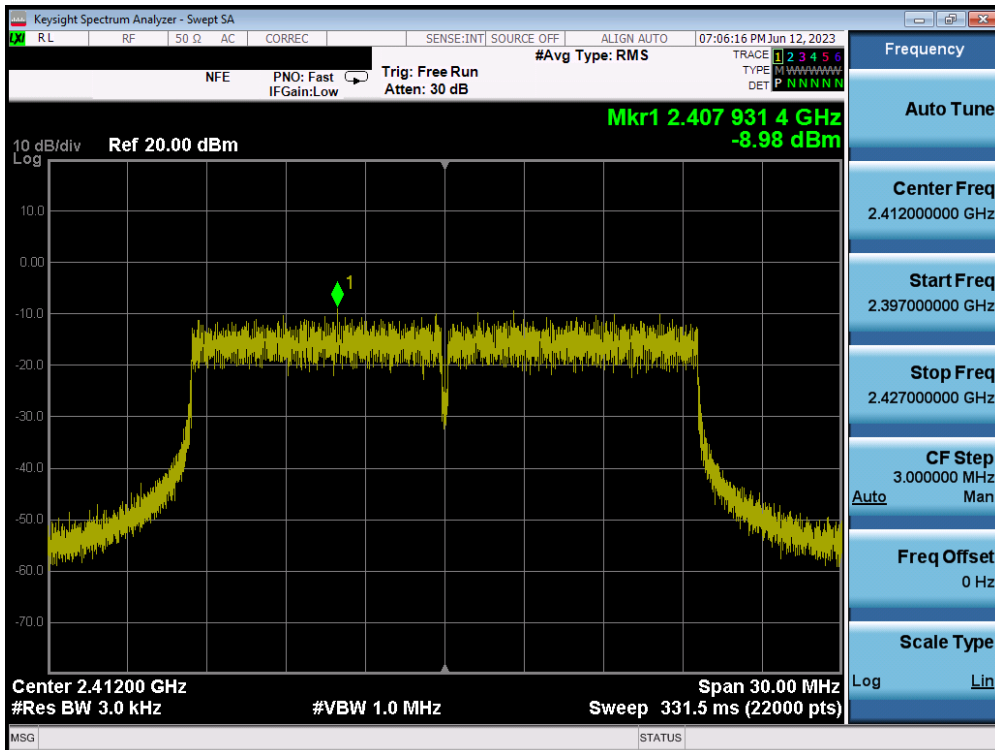 Keysight Spectrum Analyzer - Swept SA
LXI RL RF 50 Ω AC CORREC SENSE:INT SOURCE OFF ALIGN AUTO 07:06:16 PM Jun 12, 2023
#Avg Type: RMS
TRACE 1 2 3 4 5 6
NFE PNO: Fast Trig: Free Run TYPE M W W W W W
IFGain:Low Atten: 30 dB DET P N N N N N
Mkr1 2.407 931 4 GHz
-8.98 dBm
10 dB/div Ref 20.00 dBm
Log
10.0
0.00
1
-10.0
-20.0
-30.0
-40.0
-50.0
-60.0
-70.0
Center 2.41200 GHz Span 30.00 MHz
#Res BW 3.0 kHz #VBW 1.0 MHz Sweep 331.5 ms (22000 pts)
MSG STATUS
Frequency
Auto Tune
Center Freq
2.412000000 GHz
Start Freq
2.397000000 GHz
Stop Freq
2.427000000 GHz
CF Step
3.000000 MHz
Auto Man
Freq Offset
0 Hz
Scale Type
Log Lin